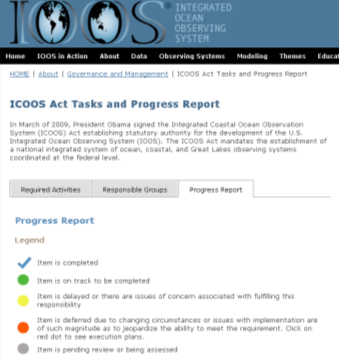 IOOS
INTEGRATED
OCEAN
OBSERVING
SYSTEM
Home IOOS in Action About Data Observing Systems Modeling Themes Educat
HOME | About | Governance and Management | ICOOS Act Tasks and Progress Report
ICOOS Act Tasks and Progress Report
In March of 2009, President Obama signed the Integrated Coastal Ocean Observation
System (ICOOS) Act establishing statutory authority for the development of the U.S.
Integrated Ocean Observing System (IOOS). The ICOOS Act mandates the establishment of
a national integrated system of ocean, coastal, and Great Lakes observing systems
coordinated at the federal level.
Required Activities Responsible Groups Progress Report
Progress Report
Legend
Item is completed
Item is on track to be completed
Item is delayed or there are issues of concern associated with fulfilling this
responsibility
Item is deferred due to changing circumstances or issues with implementation are
of such magnitude as to jeopardize the ability to meet the requirement. Click on
red dot to see execution plans.
Item is pending review or being assessed